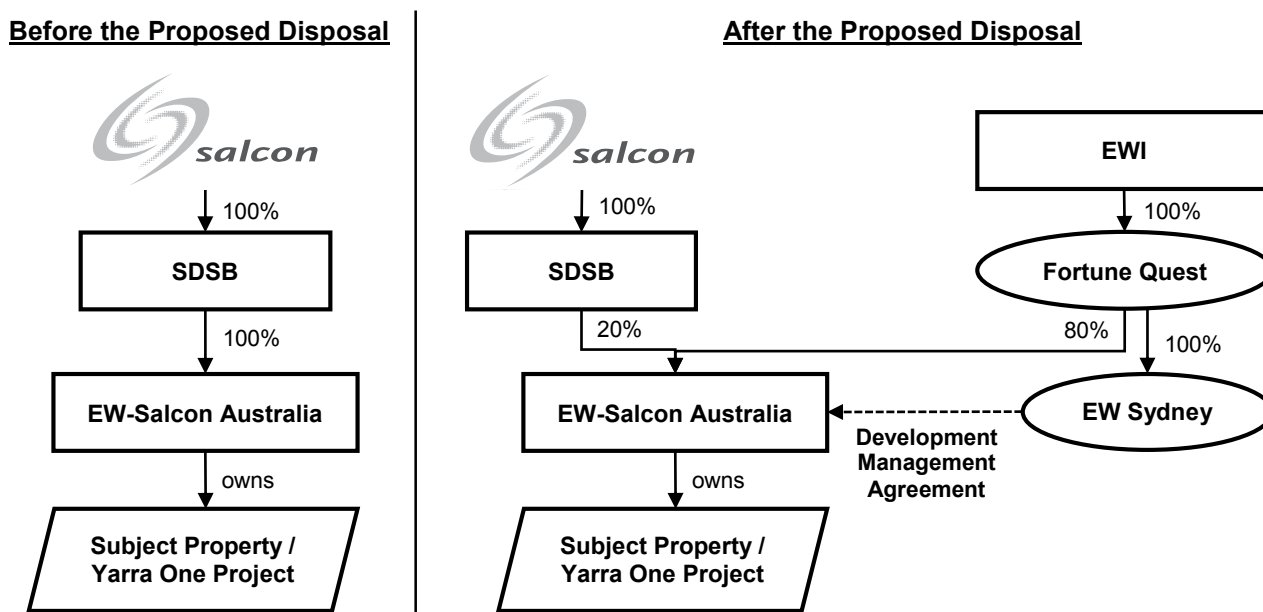 Before the Proposed Disposal
salcon
100%
SDSB
100%
EW-Salcon Australia
owns
Subject Property /
Yarra One Project
After the Proposed Disposal
salcon
100%
SDSB
20%
EWI
100%
Fortune Quest
80%
100%
EW-Salcon Australia
EW Sydney
Development
Management
Agreement
owns
Subject Property /
Yarra One Project